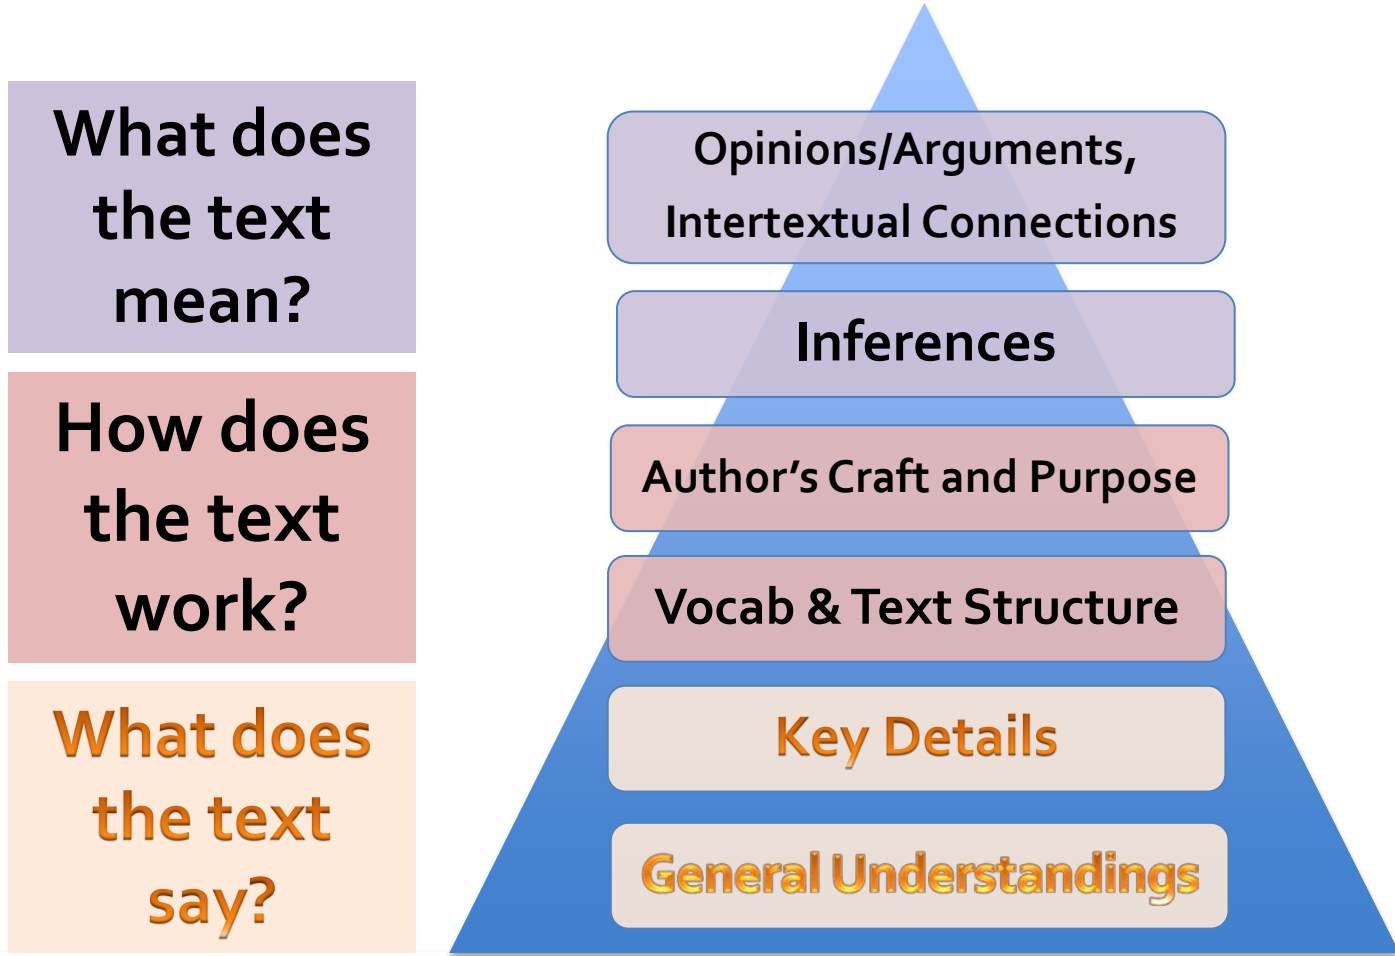 What does
the text
mean?
How does
the text
work?
What does
the text
say?
Opinions/Arguments,
Intertextual Connections
Inferences
Author’s Craft and Purpose
Vocab & Text Structure
Key Details
General Understandings